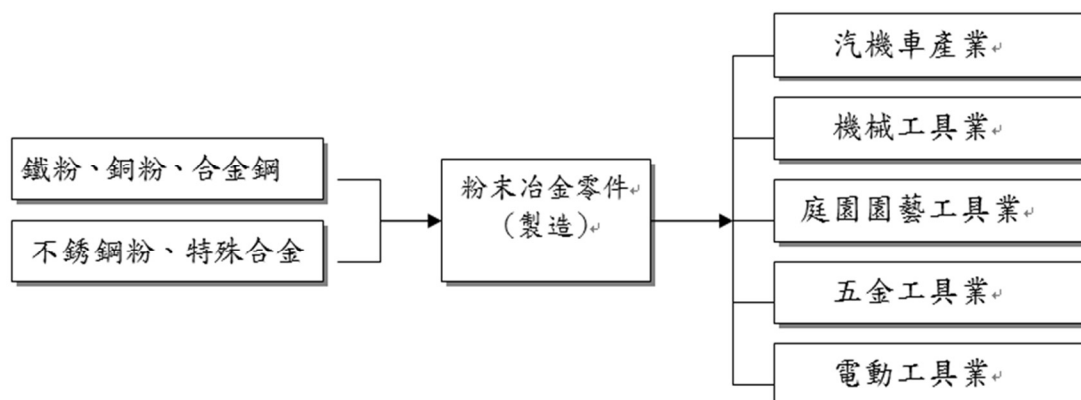 鐵粉、銅粉、合金鋼
不銹鋼粉、特殊合金
粉末冶金零件
(製造)
汽機車產業
機械工具業
庭園園藝工具業
五金工具業
電動工具業